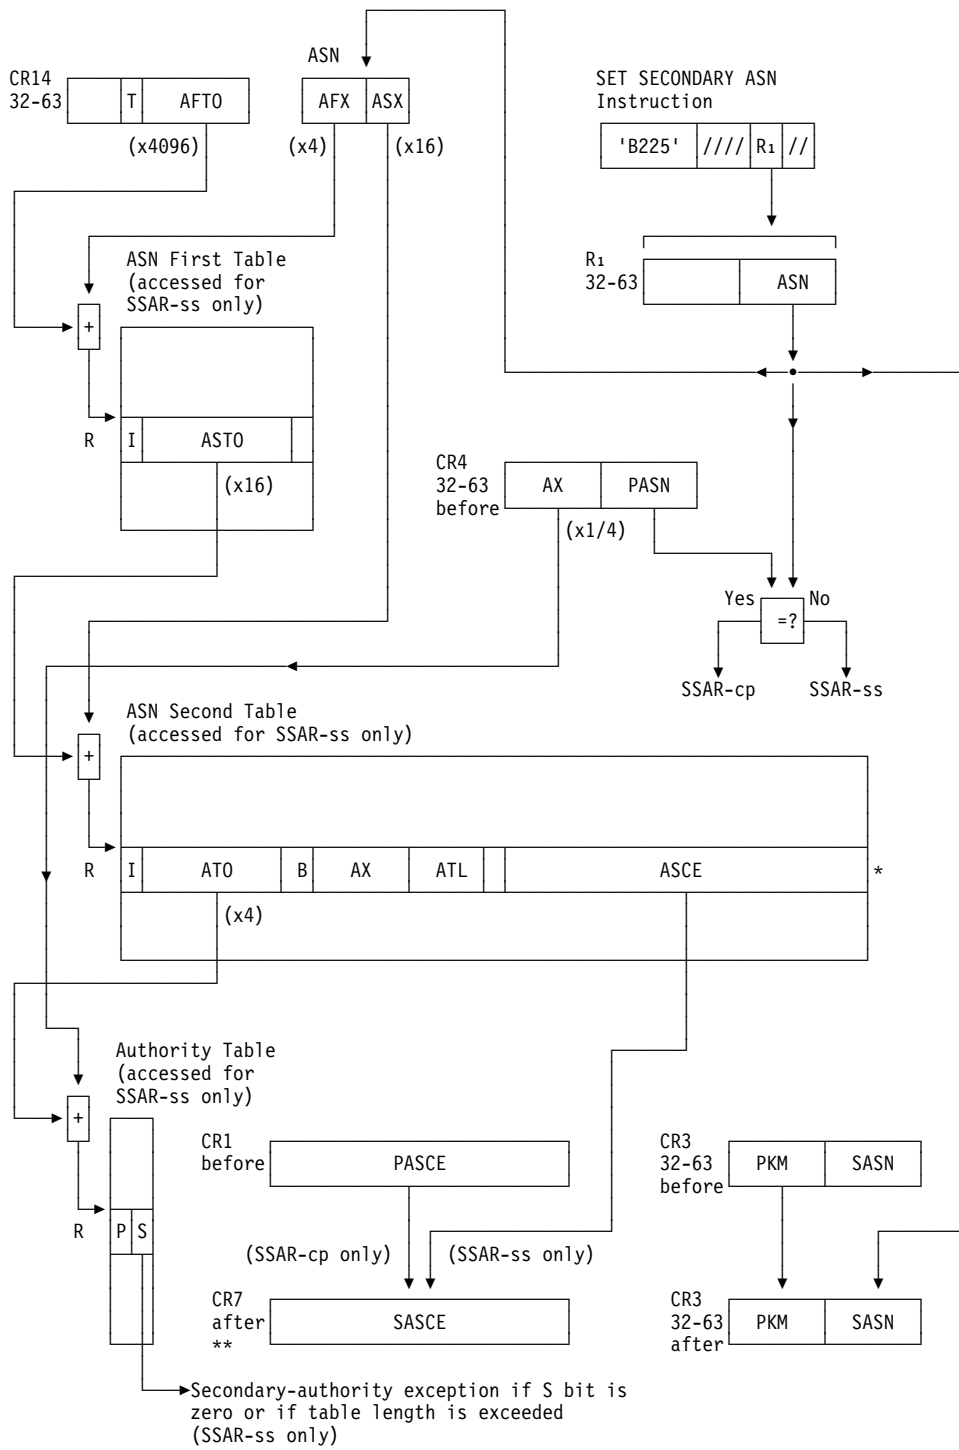 ASN
CR14
32-63
T
AFTO
AFX
ASX
(x4096)
(x4)
(x16)
SET SECONDARY ASN
Instruction
'B225'
////
R1
//
R1
32-63
ASN
ASN First Table
(accessed for
SSAR-ss only)
+
R
I
ASTO
(x16)
CR4
32-63
before
AX
PASN
(x1/4)
Yes
No
=?
SSAR-cp
SSAR-ss
ASN Second Table
(accessed for SSAR-ss only)
+
R
I
ATO
B
AX
ATL
ASCE
*
(x4)
Authority Table
(accessed for
SSAR-ss only)
+
R
P
S
CR1
before
PASCE
CR3
32-63
before
PKM
SASN
(SSAR-cp only)
(SSAR-ss only)
CR7
after
**
SASCE
CR3
32-63
after
PKM
SASN
Secondary-authority exception if S bit is
zero or if table length is exceeded
(SSAR-ss only)